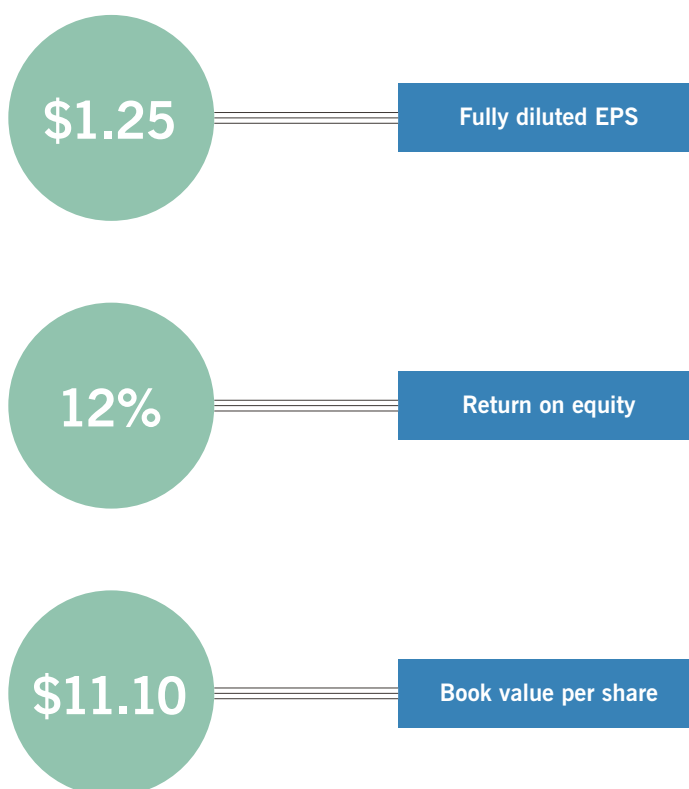 $1.25
Fully diluted EPS
12%
Return on equity
$11.10
Book value per share